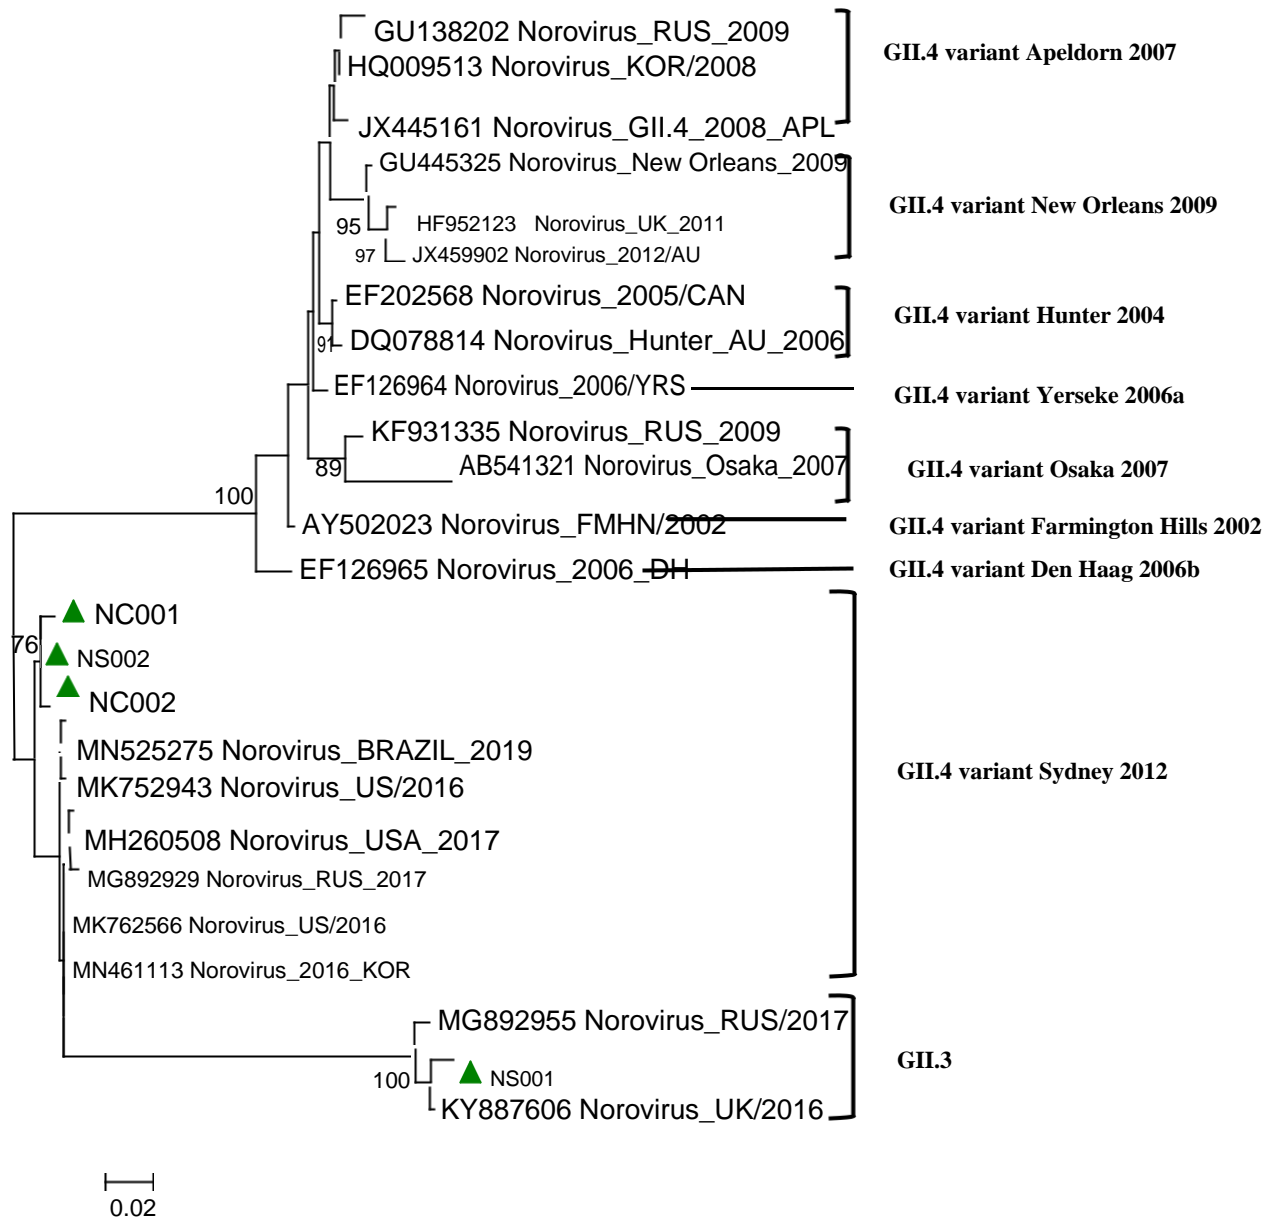 GU138202 Norovirus_RUS_2009
GII.4 variant Apeldorn 2007
HQ009513 Norovirus_KOR/2008
JX445161 Norovirus_GII.4_2008_APL
GU445325 Norovirus_New Orleans_2009
GII.4 variant New Orleans 2009
95
HF952123 Norovirus_UK_2011
97
JX459902 Norovirus_2012/AU
EF202568 Norovirus_2005/CAN
GII.4 variant Hunter 2004
91
DQ078814 Norovirus_Hunter_AU_2006
EF126964 Norovirus_2006/YRS
GII.4 variant Yerseke 2006a
KF931335 Norovirus_RUS_2009
89
AB541321 Norovirus_Osaka_2007
GII.4 variant Osaka 2007
100
AY502023 Norovirus_FMHN/2002
GII.4 variant Farmington Hills 2002
EF126965 Norovirus_2006_DH
GII.4 variant Den Haag 2006b
NC001
76
NS002
NC002
MN525275 Norovirus_BRAZIL_2019
GII.4 variant Sydney 2012
MK752943 Norovirus_US/2016
MH260508 Norovirus_USA_2017
MG892929 Norovirus_RUS_2017
MK762566 Norovirus_US/2016
MN461113 Norovirus_2016_KOR
MG892955 Norovirus_RUS/2017
GII.3
100
NS001
KY887606 Norovirus_UK/2016
0.02